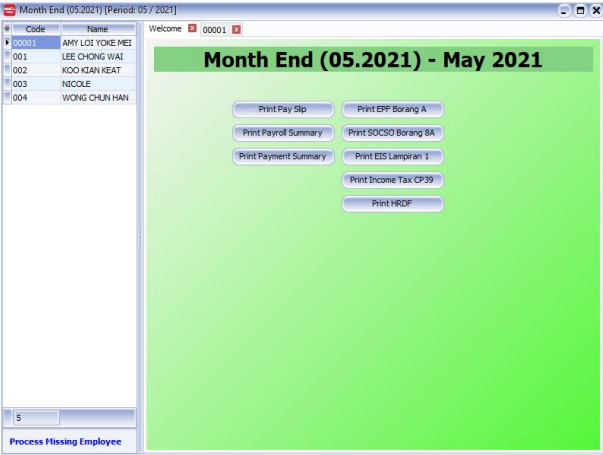 Month End (05.2021) [Period: 05 / 2021]
Code Name
00001 AMY LOI YOKE MEI
001 LEE CHONG WAI
002 KOO KIAN KEAT
003 NICOLE
004 WONG CHUN HAN
5
Process Missing Employee
Welcome 00001
Month End (05.2021) - May 2021
Print Pay Slip Print EPF Borang A
Print Payroll Summary Print SOCSO Borang 8A
Print Payment Summary Print EIS Lampiran 1
Print Income Tax CP39
Print HRDF